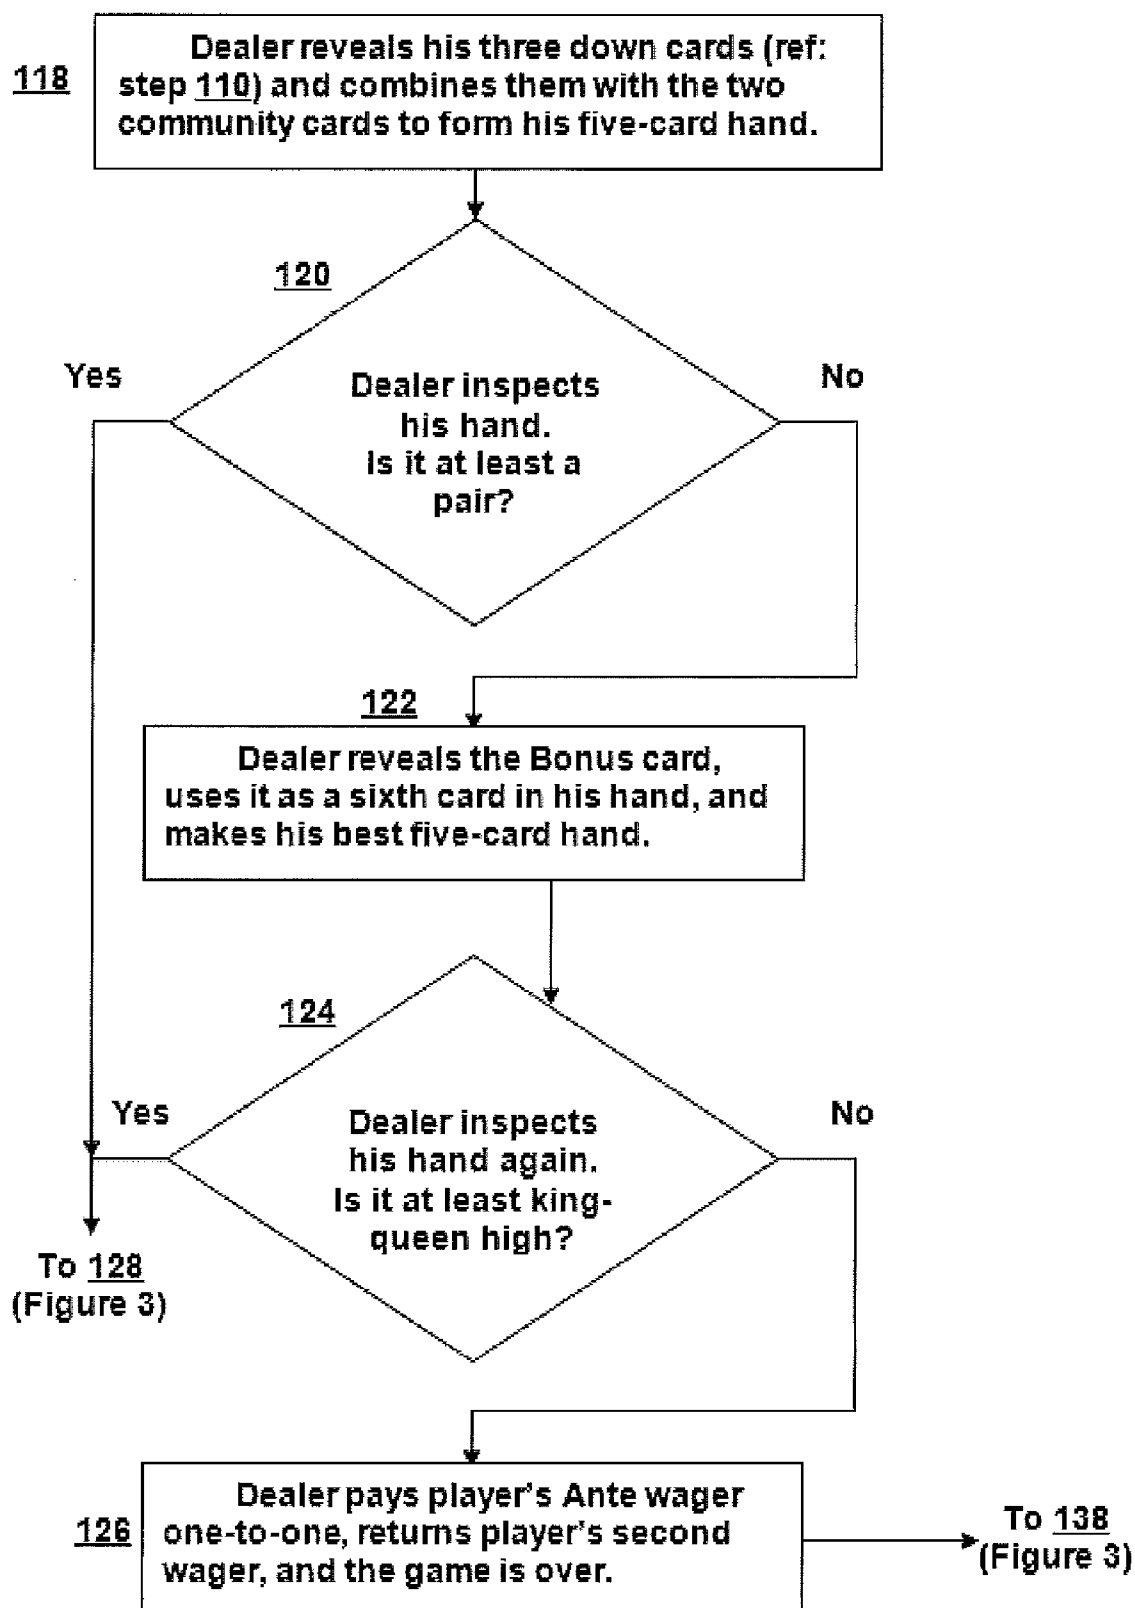 Dealer reveals his three down cards (ref:
118
step 110) and combines them with the two
community cards to form his five-card hand.
120
Yes
No
Dealer inspects
his hand.
Is it at least a
pair?
122
Dealer reveals the Bonus card,
uses it as a sixth card in his hand, and
makes his best five-card hand.
124
Yes
No
Dealer inspects
his hand again.
Is it at least king-
queen high?
To 128
(Figure 3)
Dealer pays player's Ante wager
126
one-to-one, returns player's second
wager, and the game is over.
To 138
(Figure 3)